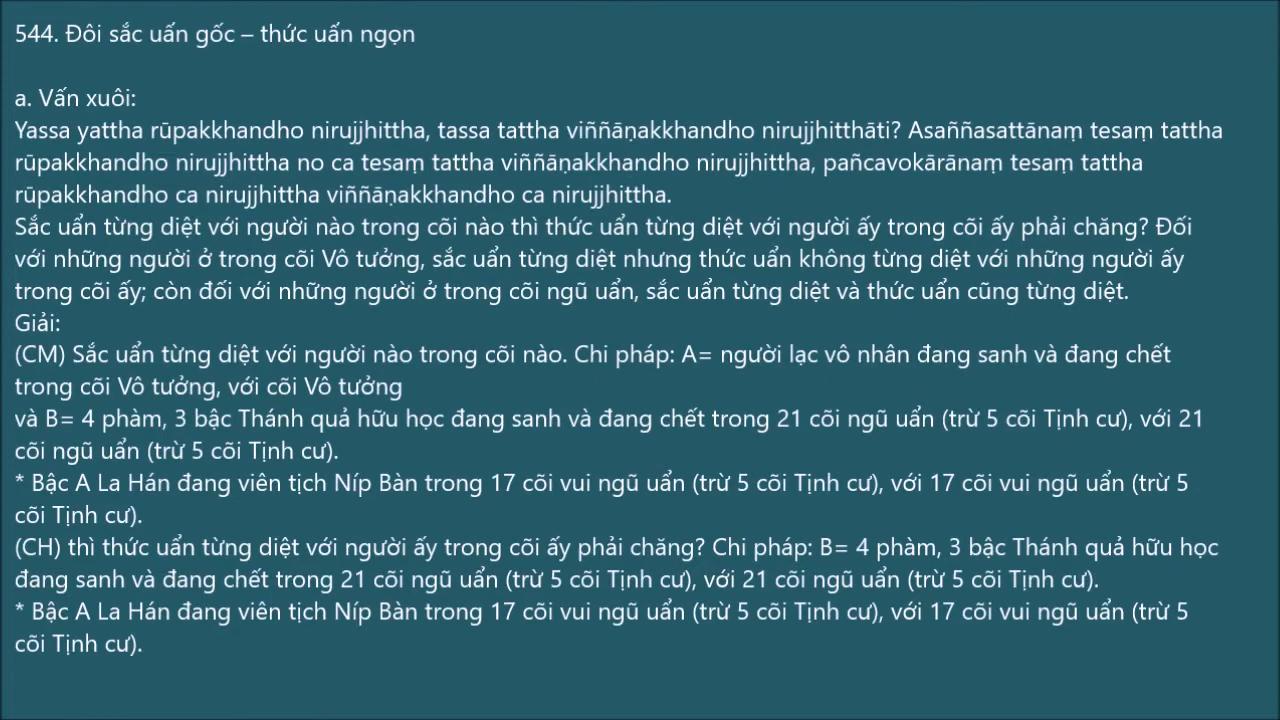 544. Đôi sắc uẩn gốc – thức uẩn ngọn
a. Vấn xuôi:
Yassa yattha rūpakkhandho nirujjhittha, tassa tattha viññāṇakkhandho nirujjhitthāti? Asaññasattānaṃ tesaṃ tattha
rūpakkhandho nirujjhittha no ca tesaṃ tattha viññāṇakkhandho nirujjhittha, pañcavokārānaṃ tesaṃ tattha
rūpakkhandho ca nirujjhittha viññāṇakkhandho ca nirujjhittha.
Sắc uẩn từng diệt với người nào trong cõi nào thì thức uẩn từng diệt với người ấy trong cõi ấy phải chăng? Đối
với những người ở trong cõi Vô tưởng, sắc uẩn từng diệt nhưng thức uẩn không từng diệt với những người ấy
trong cõi ấy; còn đối với những người ở trong cõi ngũ uẩn, sắc uẩn từng diệt và thức uẩn cũng từng diệt.
Giải:
(CM) Sắc uẩn từng diệt với người nào trong cõi nào. Chi pháp: A= người lạc vô nhân đang sanh và đang chết
trong cõi Vô tưởng, với cõi Vô tưởng
và B= 4 phàm, 3 bậc Thánh quả hữu học đang sanh và đang chết trong 21 cõi ngũ uẩn (trừ 5 cõi Tịnh cư), với 21
cõi ngũ uẩn (trừ 5 cõi Tịnh cư).
* Bậc A La Hán đang viên tịch Níp Bàn trong 17 cõi vui ngũ uẩn (trừ 5 cõi Tịnh cư), với 17 cõi vui ngũ uẩn (trừ 5
cõi Tịnh cư).
(CH) thì thức uẩn từng diệt với người ấy trong cõi ấy phải chăng? Chi pháp: B= 4 phàm, 3 bậc Thánh quả hữu học
đang sanh và đang chết trong 21 cõi ngũ uẩn (trừ 5 cõi Tịnh cư), với 21 cõi ngũ uẩn (trừ 5 cõi Tịnh cư).
* Bậc A La Hán đang viên tịch Níp Bàn trong 17 cõi vui ngũ uẩn (trừ 5 cõi Tịnh cư), với 17 cõi vui ngũ uẩn (trừ 5
cõi Tịnh cư).